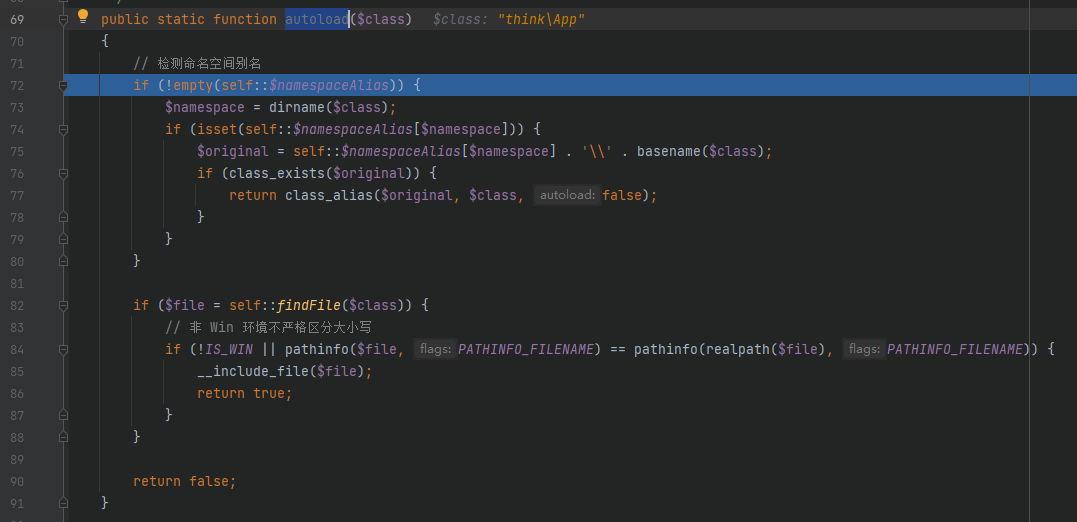 69 public static function autoload($class)   $class: "think\App"
70 {
71 // 检测命名空间别名
72 if (!empty(self::$namespaceAlias)) {
73 $namespace = dirname($class);
74 if (isset(self::$namespaceAlias[$namespace])) {
75 $original = self::$namespaceAlias[$namespace] . '\\' . basename($class);
76 if (class_exists($original)) {
77 return class_alias($original, $class, autoload: false);
78 }
79 }
80 }
81
82 if ($file = self::findFile($class)) {
83 // 非 Win 环境不严格区分大小写
84 if (!IS_WIN || pathinfo($file, flags: PATHINFO_FILENAME) == pathinfo(realpath($file), flags: PATHINFO_FILENAME)) {
85 __include_file($file);
86 return true;
87 }
88 }
89
90 return false;
91 }